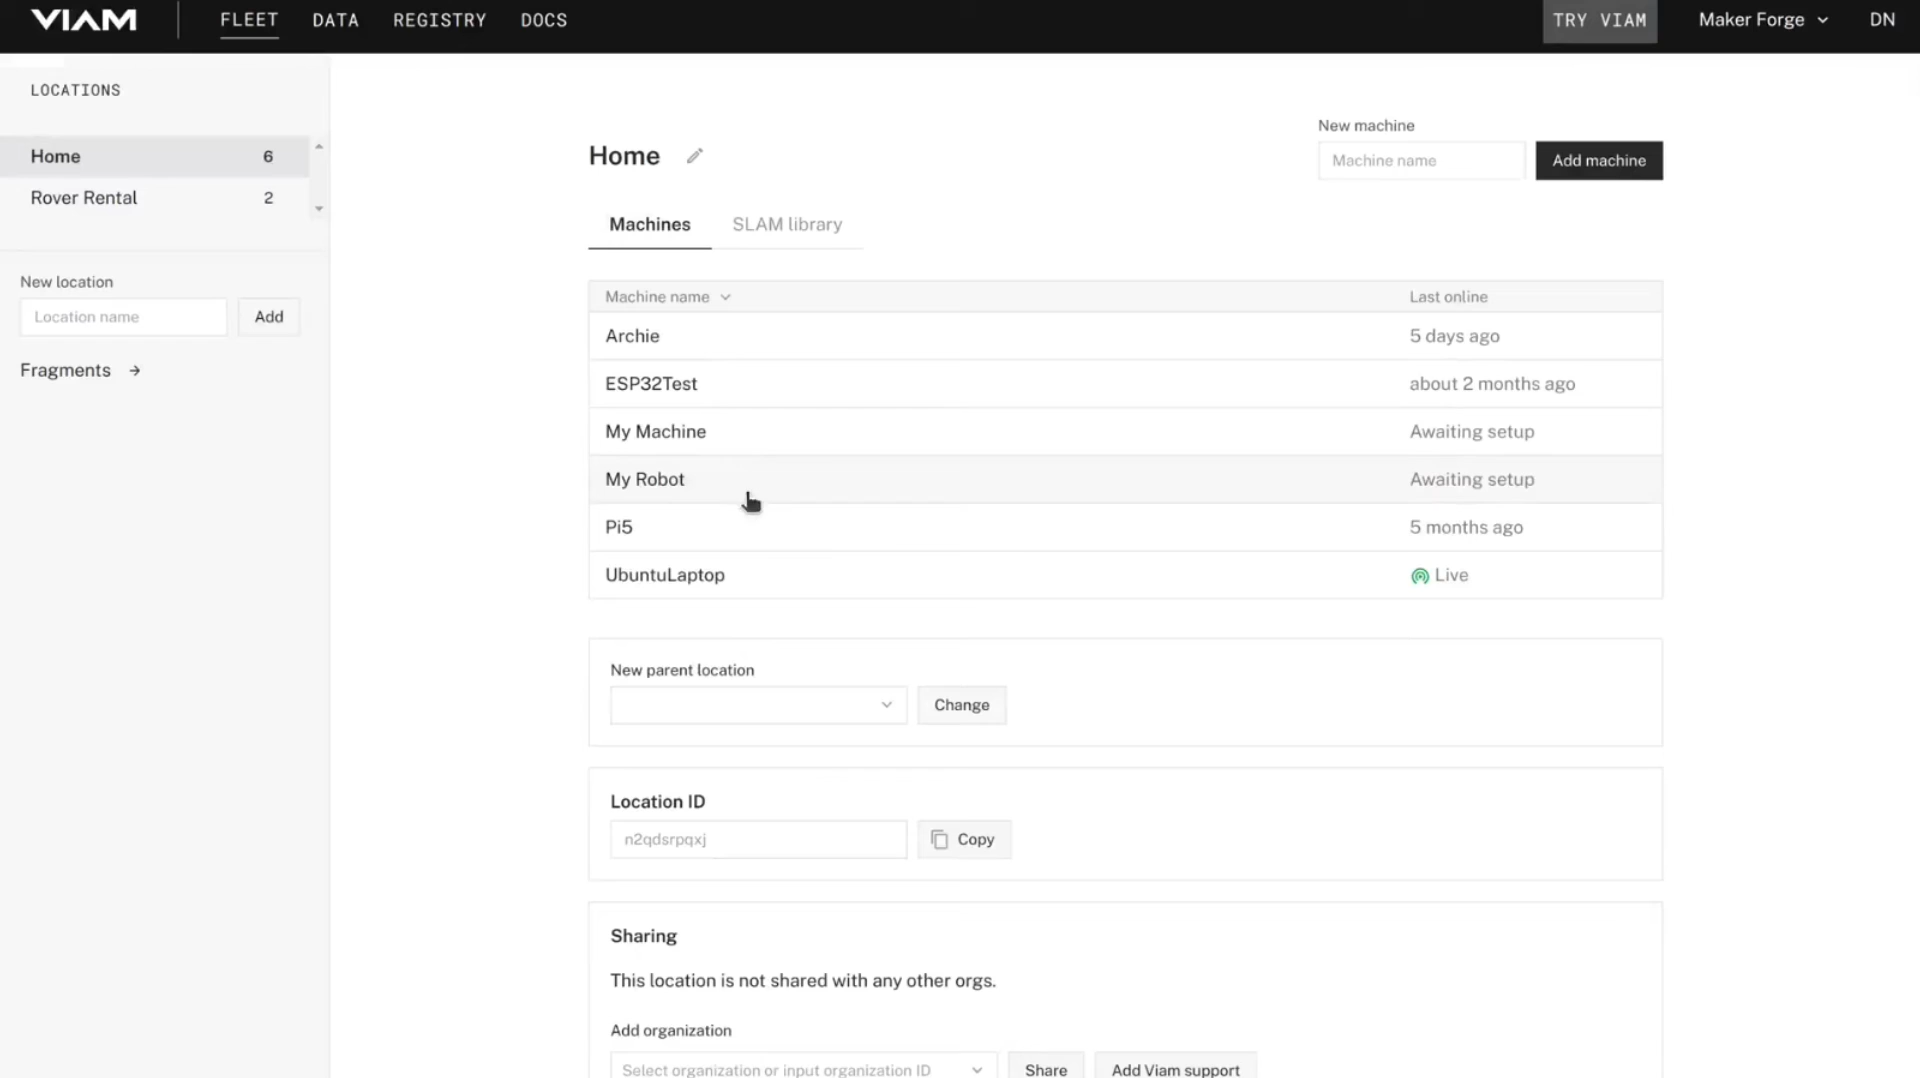 VIAM FLEET DATA REGISTRY DOCS TRY VIAM Maker Forge DN
LOCATIONS
Home 6
Rover Rental 2
New location
Location name Add
Fragments
Home
New machine
Machine name Add machine
Machines SLAM library
Machine name Last online
Archie 5 days ago
ESP32Test about 2 months ago
My Machine Awaiting setup
My Robot Awaiting setup
Pi5 5 months ago
UbuntuLaptop Live
New parent location
Change
Location ID
n2qdsrpqxj Copy
Sharing
This location is not shared with any other orgs.
Add organization
Select organization or input organization ID Share Add Viam support